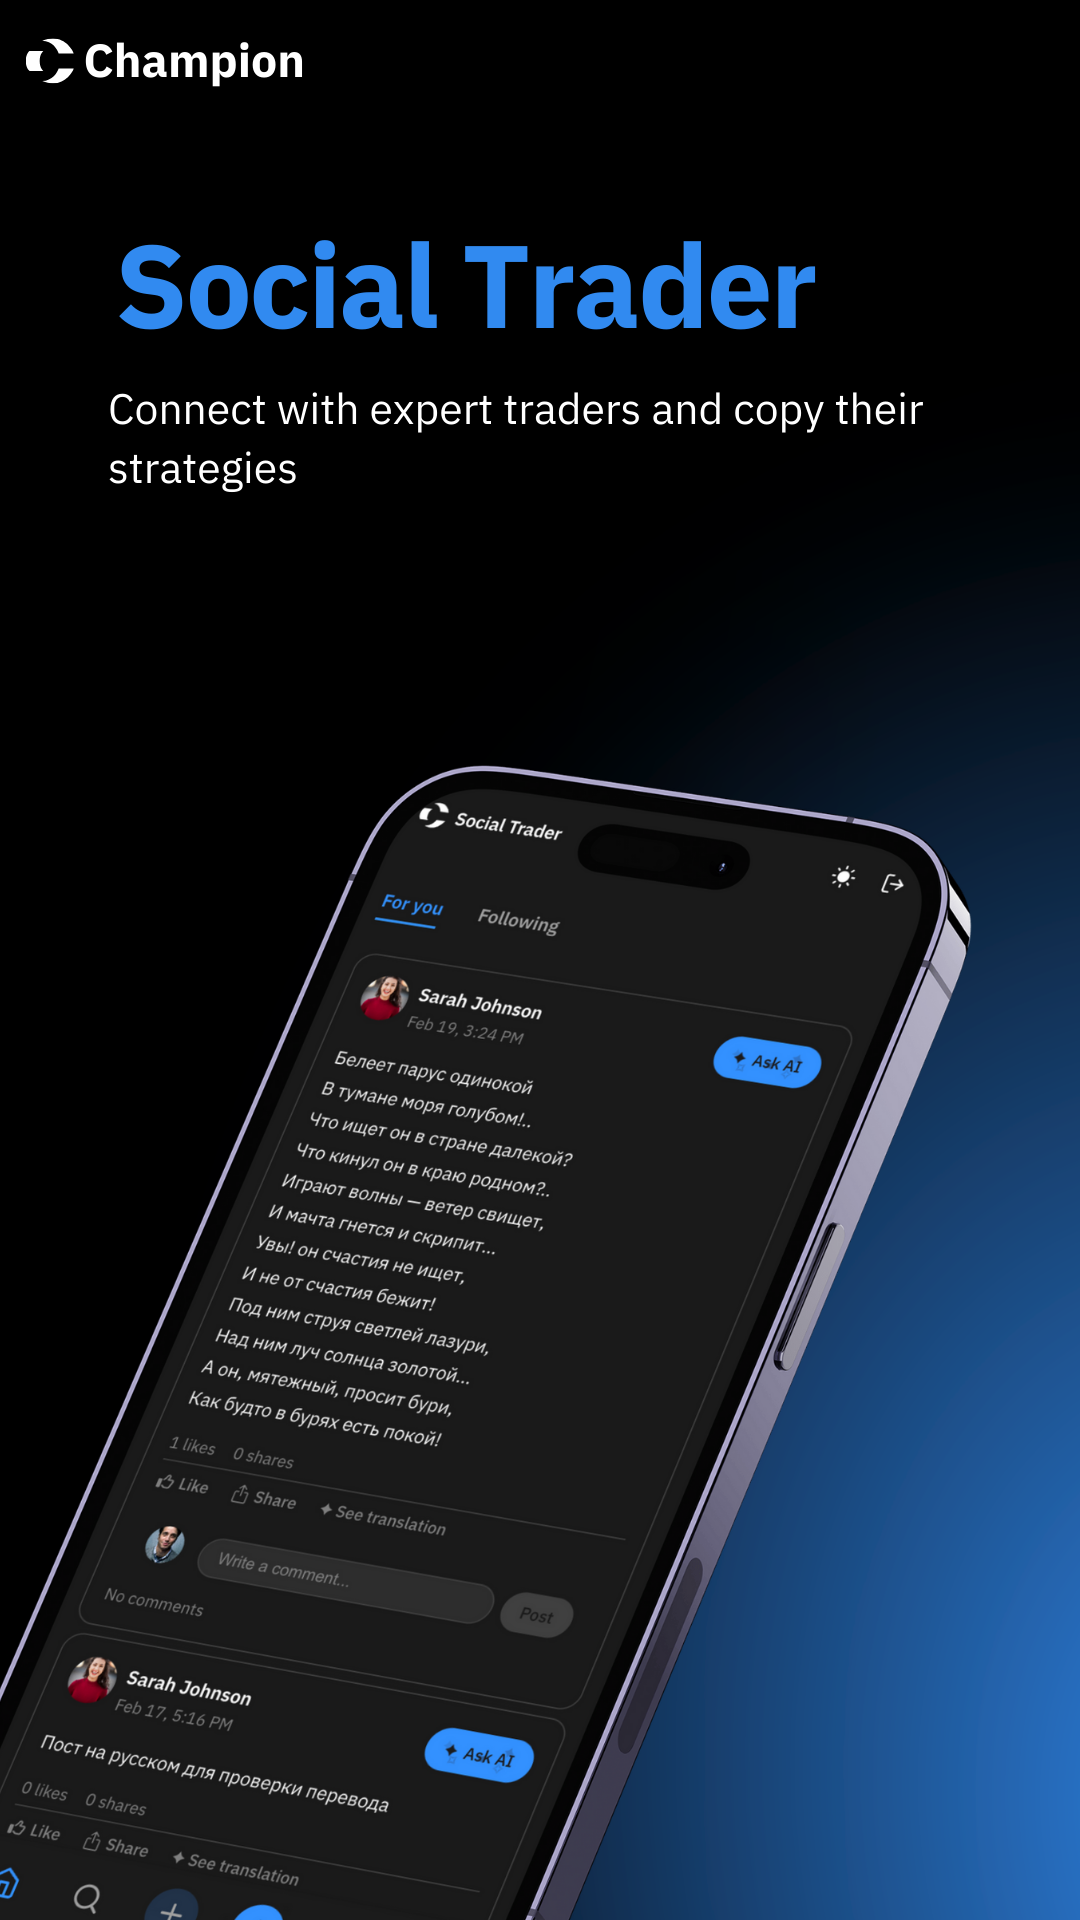 Champion
Social Trader
Connect with expert traders and copy their
strategies
Social Trader
For you Following
Sarah Johnson
Feb 19, 3:24 PM
Ask AI
Белеет парус одинокой
В тумане моря голубом!..
Что ищет он в стране далекой?
Что кинул он в краю родном?..
Играют волны — ветер свищет,
И мачта гнется и скрипит...
Увы! он счастия не ищет,
И не от счастия бежит!
Под ним струя светлей лазури,
Над ним луч солнца золотой...
А он, мятежный, просит бури,
Как будто в бурях есть покой!
1 likes 0 shares
Like Share See translation
Write a comment...
Post
No comments
Sarah Johnson
Feb 17, 5:16 PM
Ask AI
Пост на русском для проверки перевода
0 likes 0 shares
Like Share See translation